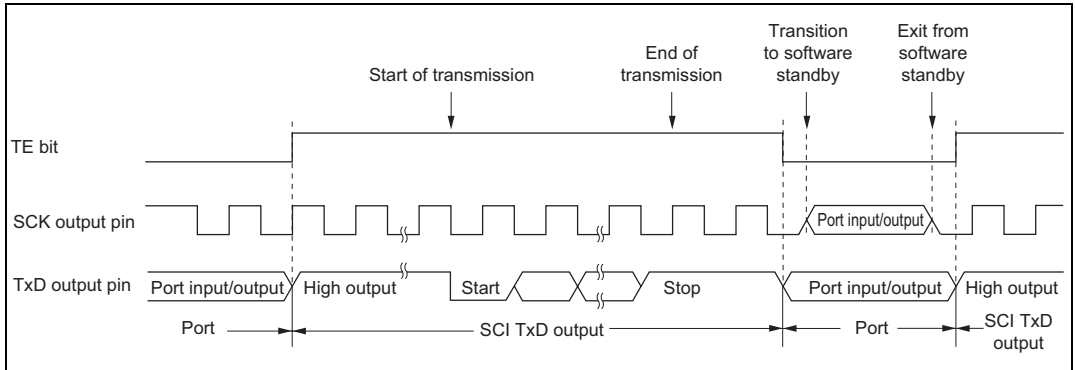 Transition
to software
standby
Exit from
software
standby
End of
transmission
Start of transmission
TE bit
SCK output pin
Port input/output
TxD output pin
Port input/output
High output
Start
Stop
Port input/output
High output
Port
SCI TxD output
Port
SCI TxD
output